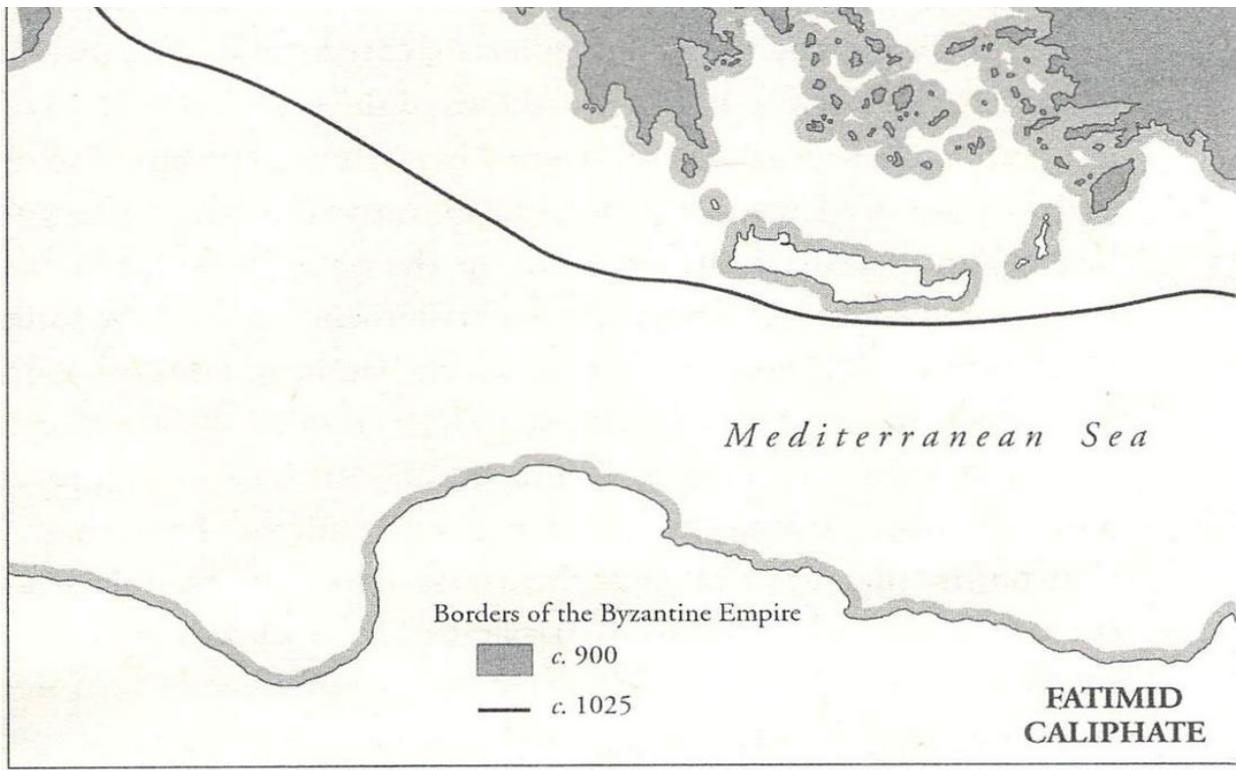 Mediterranean Sea
Borders of the Byzantine Empire
c. 900
c. 1025
FATIMID
CALIPHATE